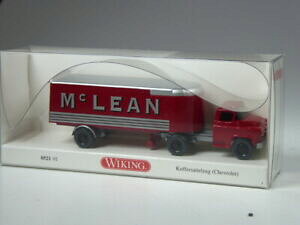 McLEAN
WIKING
Koffersattelzug (Chevrolet)